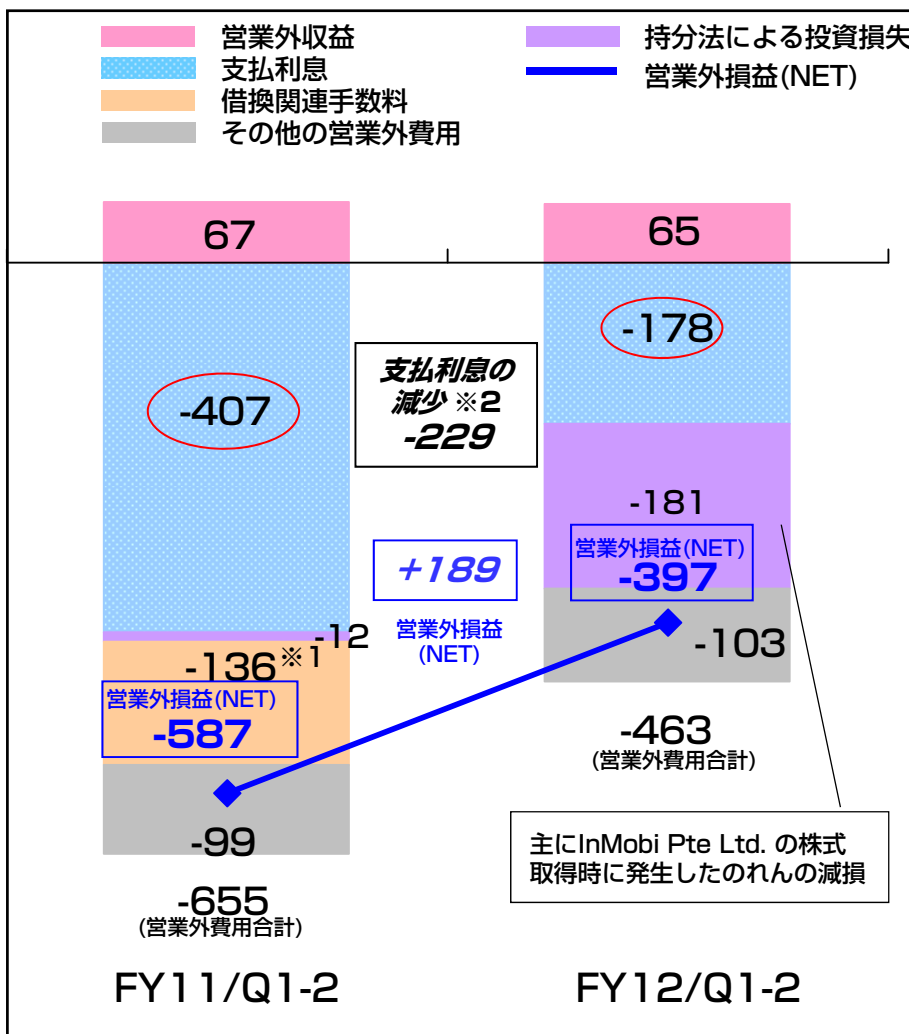 営業外収益
支払利息
借換関連手数料
その他の営業外費用
持分法による投資損失
営業外損益(NET)
67
65
-407
-178
支払利息の
減少 ※2
-229
-181
営業外損益(NET)
-397
+189
営業外損益
(NET)
-12
-136※1
営業外損益(NET)
-587
-103
-99
-655
(営業外費用合計)
-463
(営業外費用合計)
主にInMobi Pte Ltd. の株式
取得時に発生したのれんの減損
FY11/Q1-2
FY12/Q1-2